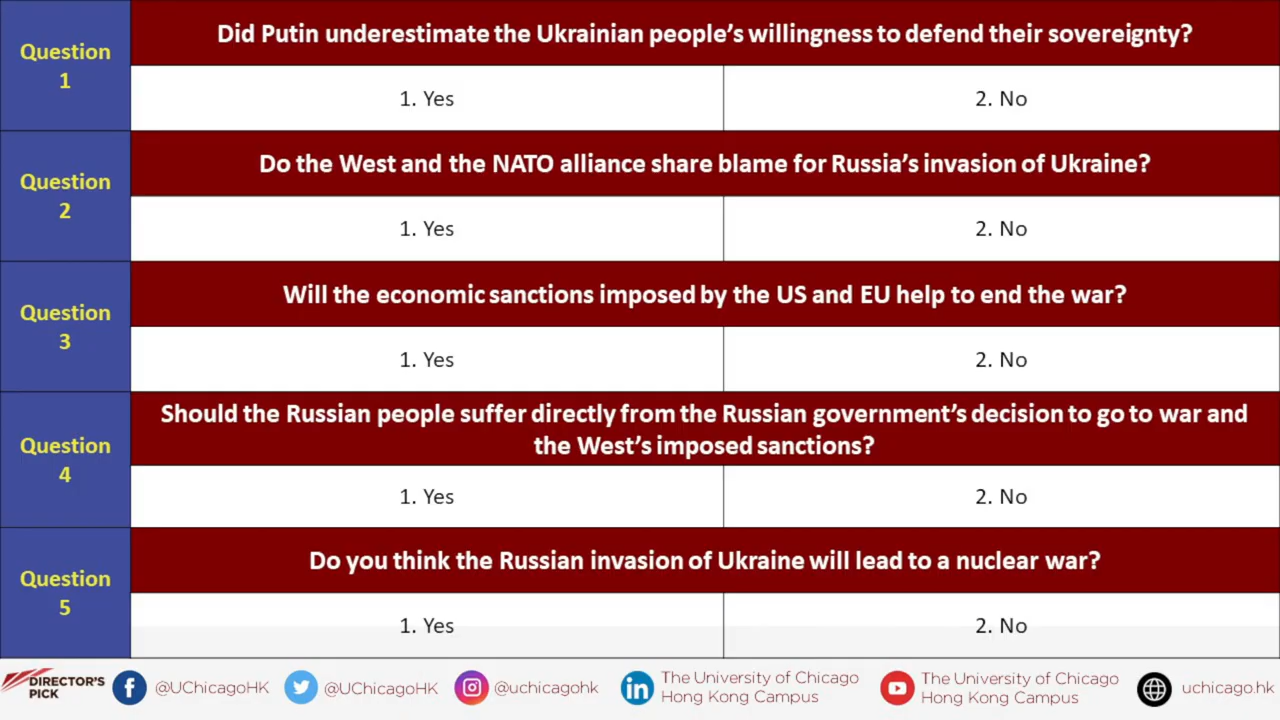 Question
1
Did Putin underestimate the Ukrainian people’s willingness to defend their sovereignty?
1. Yes
2. No
Question
2
Do the West and the NATO alliance share blame for Russia’s invasion of Ukraine?
1. Yes
2. No
Question
3
Will the economic sanctions imposed by the US and EU help to end the war?
1. Yes
2. No
Question
4
Should the Russian people suffer directly from the Russian government’s decision to go to war and
the West’s imposed sanctions?
1. Yes
2. No
Question
5
Do you think the Russian invasion of Ukraine will lead to a nuclear war?
1. Yes
2. No
DIRECTOR’S
PICK
@UChicagoHK
@UChicagoHK
@uchicagohk
The University of Chicago
Hong Kong Campus
The University of Chicago
Hong Kong Campus
uchicago.hk